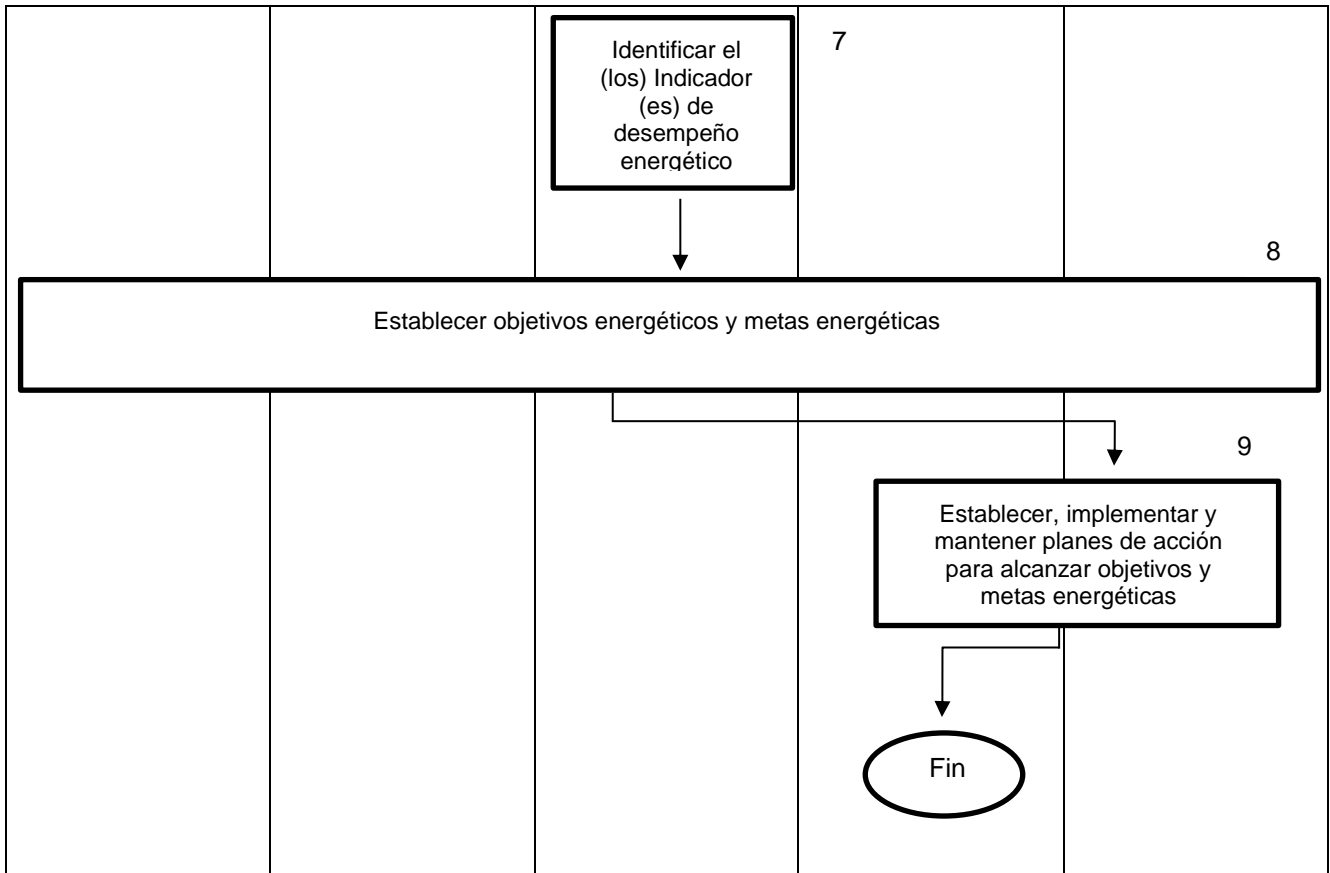 Identificar el
(los) Indicador
(es) de
desempeño
energético
7
8
Establecer objetivos energéticos y metas energéticas
9
Establecer, implementar y
mantener planes de acción
para alcanzar objetivos y
metas energéticas
Fin